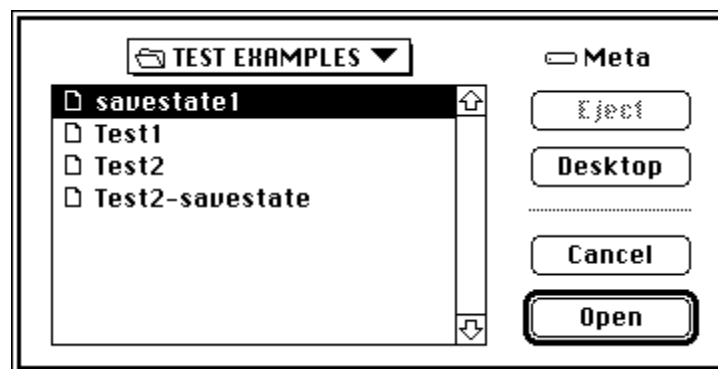 TEST EXAMPLES
Meta
savestate1
Test1
Test2
Test2-savestate
Eject
Desktop
Cancel
Open